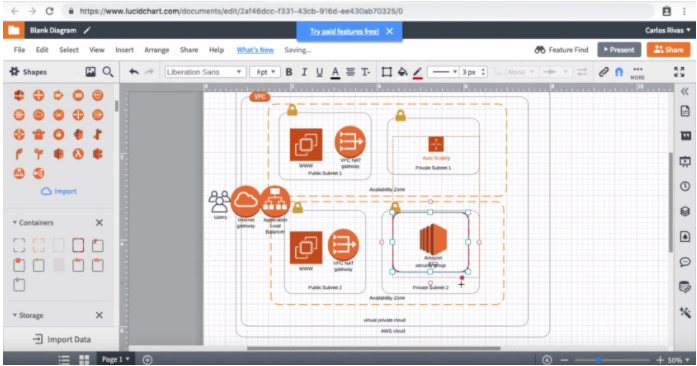 https://www.lucidchart.com/documents/edit/2af46dcc-f331-43cb-916d-ee430ab70325/0
Blank Diagram
Try paid features free!
Carlos Rivas
File Edit Select View Insert Arrange Share Help What's New Saving...
Feature Find
Present
Share
Shapes
Liberation Sans
B I U A
3 px
None
MORE
VPC
WWW
VPC NAT
gateway
Public Subnet 1
Auto Scaling
Private Subnet 1
Availability Zone
Import
Users
Internet
gateway
Application
Load
Balancer
Containers
WWW
VPC NAT
gateway
Amazon
security group
Public Subnet 2
Private Subnet 2
Availability Zone
virtual private cloud
AWS cloud
Storage
Import Data
Page 1
50%